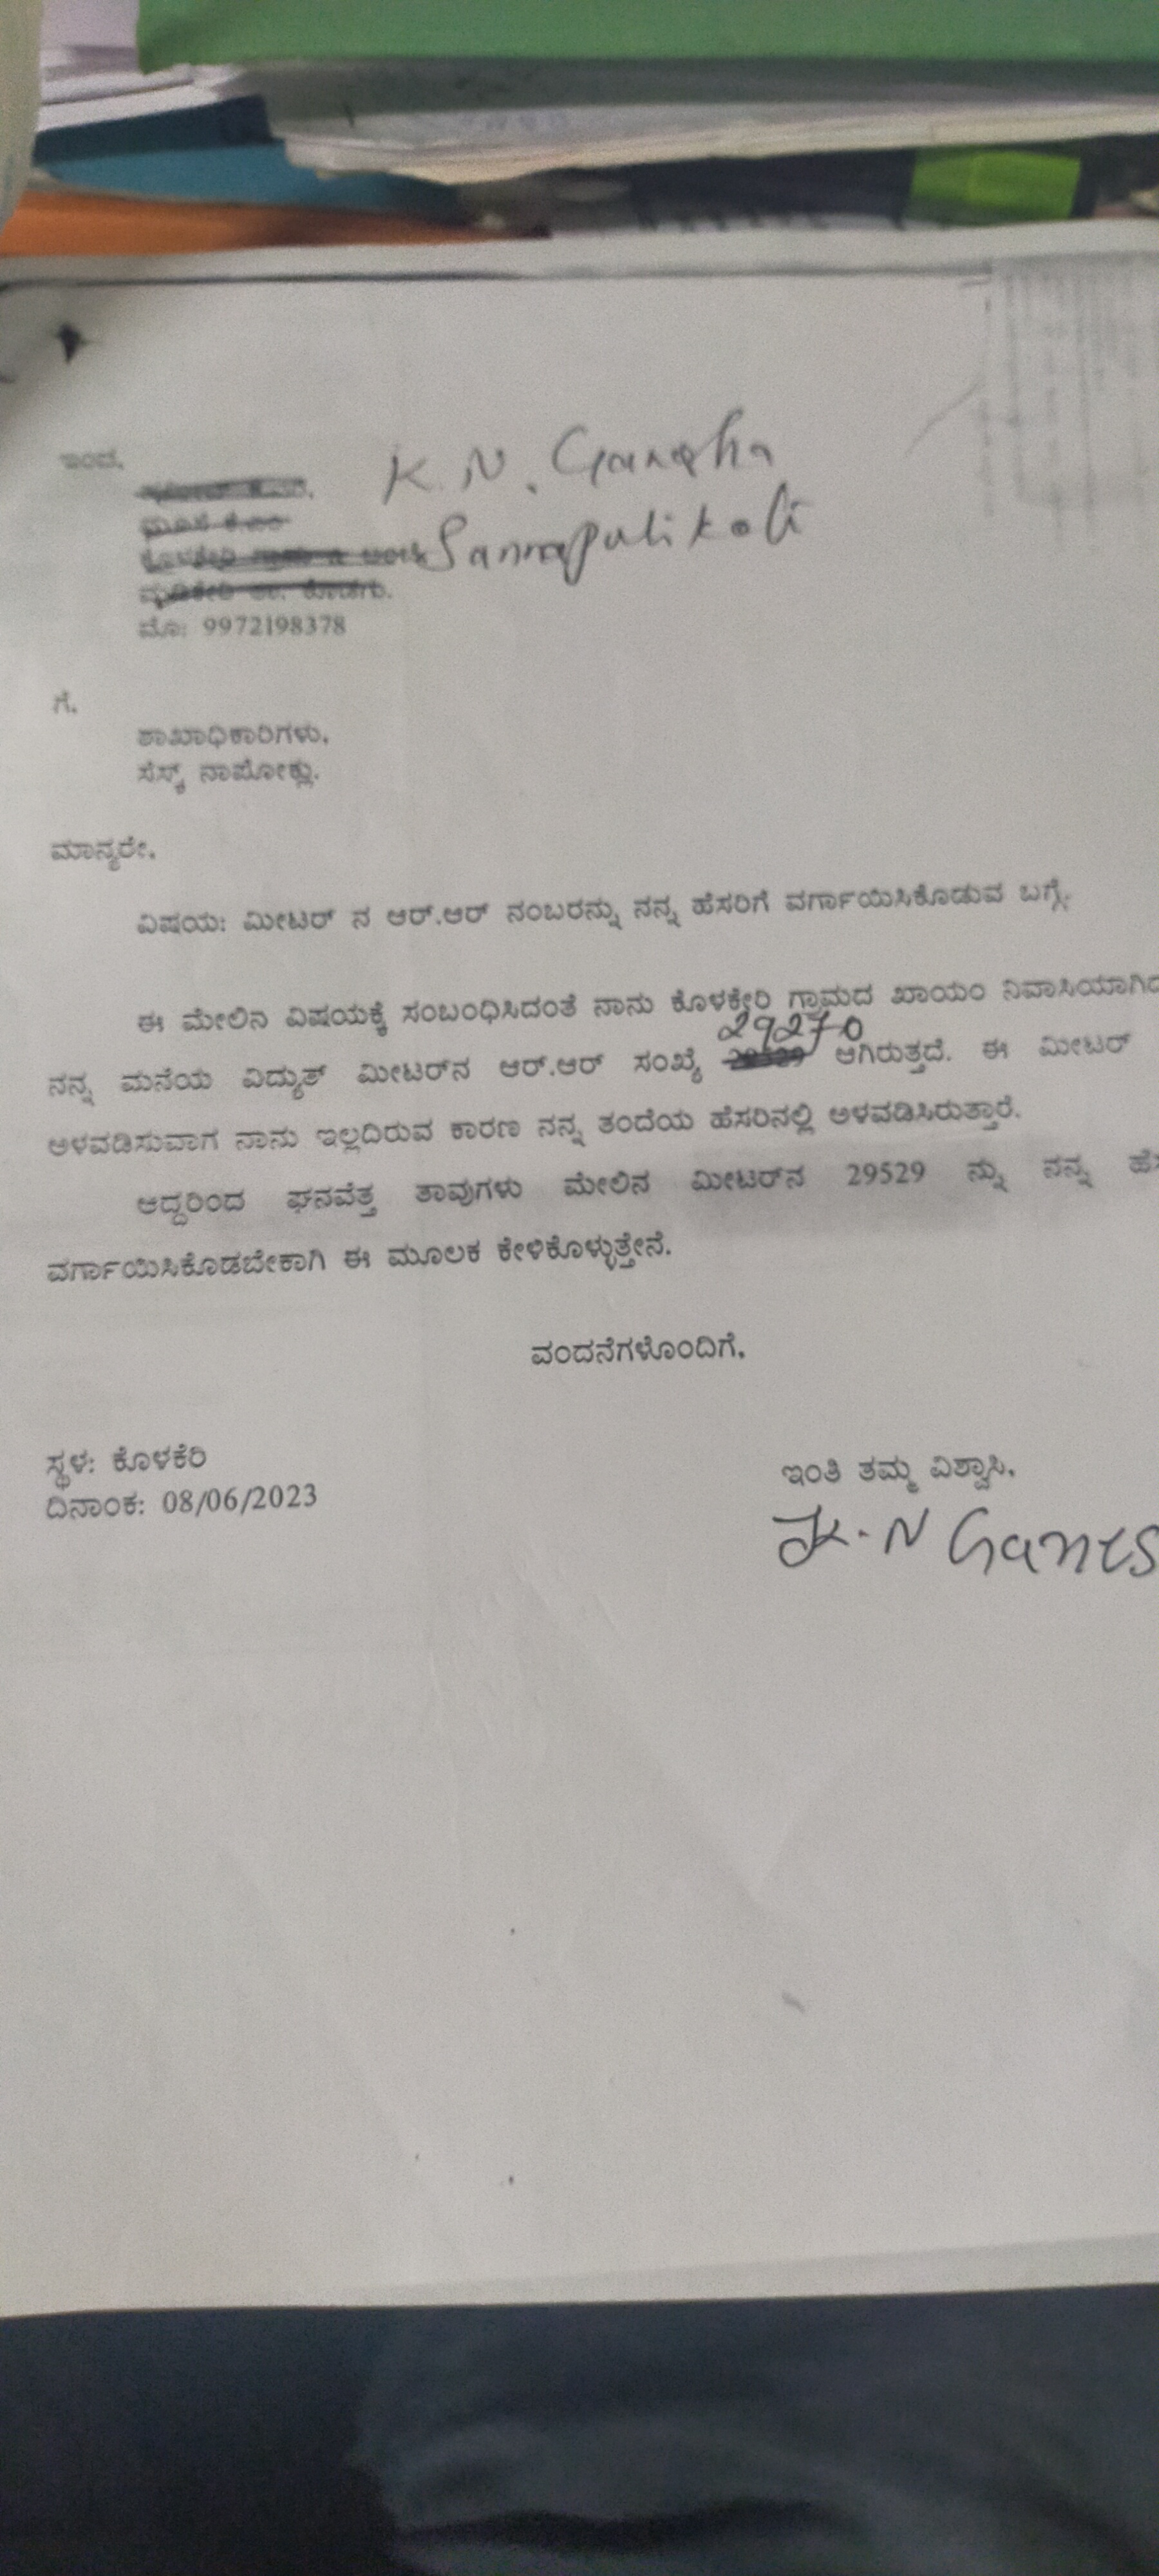 ಇಂದ,
K. N. Ganesha
Sannapulikoti
ಮೊ: 9972198378
ಗೆ,
ಶಾಖಾಧಿಕಾರಿಗಳು,
ಸೆಸ್ಕ್ ನಾಪೋಕ್ಲು.
ಮಾನ್ಯರೇ,
ವಿಷಯ: ಮೀಟರ್ ನ ಆರ್.ಆರ್ ನಂಬರನ್ನು ನನ್ನ ಹೆಸರಿಗೆ ವರ್ಗಾಯಿಸಿಕೊಡುವ ಬಗ್ಗೆ.
ಈ ಮೇಲಿನ ವಿಷಯಕ್ಕೆ ಸಂಬಂಧಿಸಿದಂತೆ ನಾನು ಕೊಳಕ್ಕೇರಿ ಗ್ರಾಮದ ಖಾಯಂ ನಿವಾಸಿಯಾಗಿದ
29270
ನನ್ನ ಮನೆಯ ವಿದ್ಯುತ್ ಮೀಟರ್‌ನ ಆರ್.ಆರ್ ಸಂಖ್ಯೆ ಆಗಿರುತ್ತದೆ. ಈ ಮೀಟರ್
ಅಳವಡಿಸುವಾಗ ನಾನು ಇಲ್ಲದಿರುವ ಕಾರಣ ನನ್ನ ತಂದೆಯ ಹೆಸರಿನಲ್ಲಿ ಅಳವಡಿಸಿರುತ್ತಾರೆ.
ಆದ್ದರಿಂದ ಘನವೆತ್ತ ತಾವುಗಳು ಮೇಲಿನ ಮೀಟರ್‌ನ 29529 ನ್ನು ನನ್ನ ಹೆಸ
ವರ್ಗಾಯಿಸಿಕೊಡಬೇಕಾಗಿ ಈ ಮೂಲಕ ಕೇಳಿಕೊಳ್ಳುತ್ತೇನೆ.
ವಂದನೆಗಳೊಂದಿಗೆ,
ಸ್ಥಳ: ಕೊಳಕೆರಿ
ದಿನಾಂಕ: 08/06/2023
ಇಂತಿ ತಮ್ಮ ವಿಶ್ವಾಸಿ,
K. N Ganes